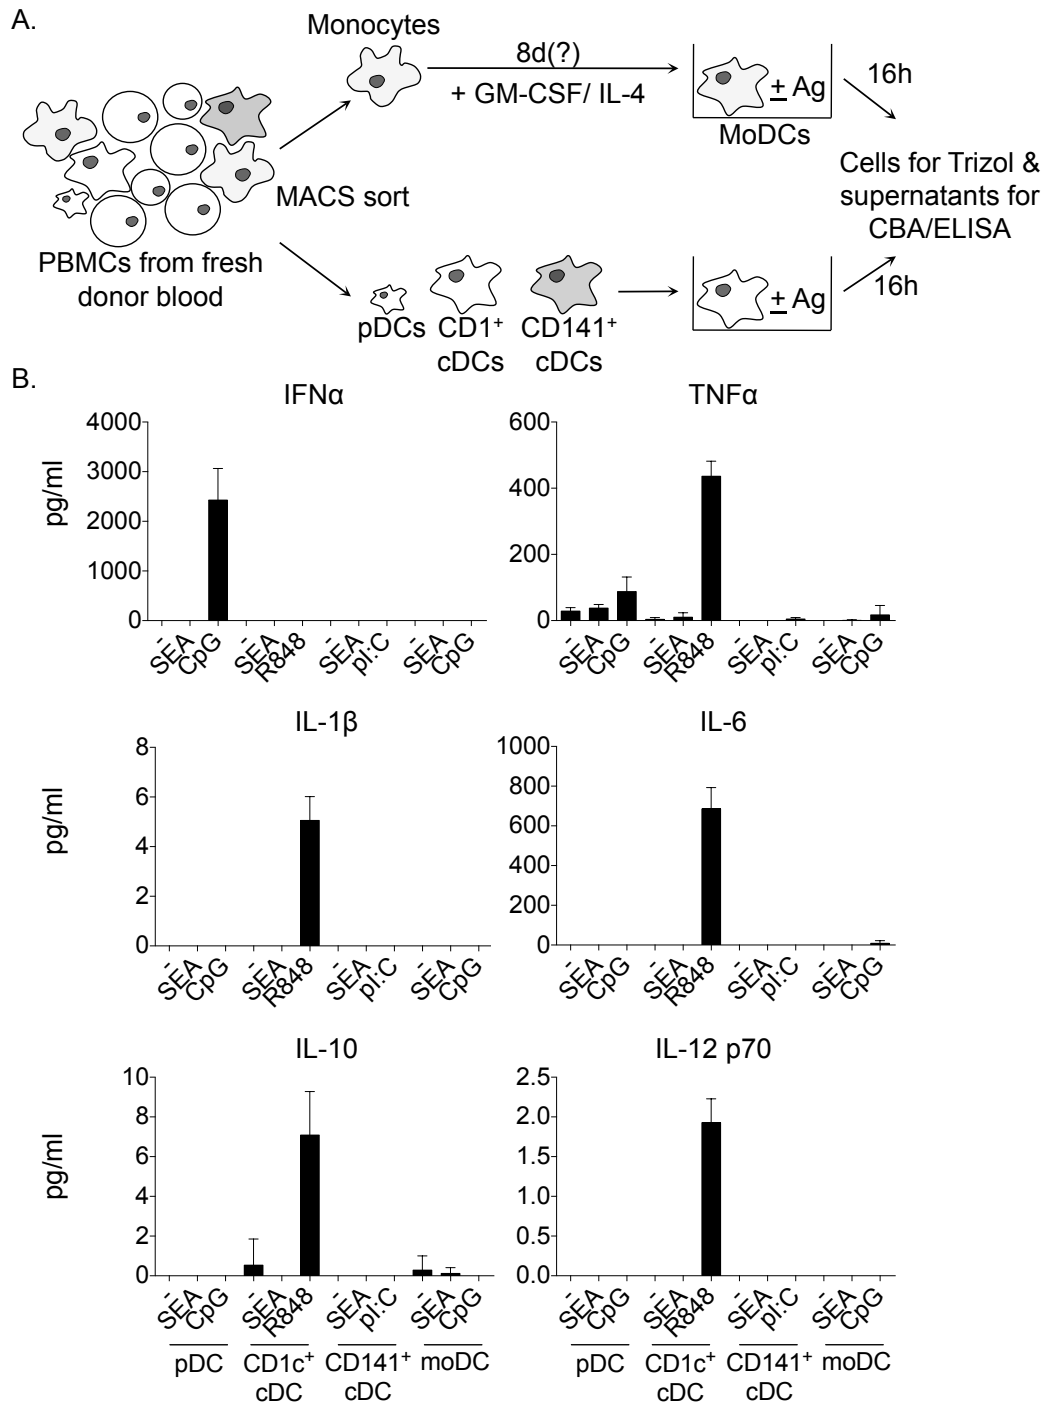 A.
Monocytes
8d(?)
+ GM-CSF/ IL-4
± Ag
16h
MoDCs
MACS sort
Cells for Trizol &
supernatants for
CBA/ELISA
PBMCs from fresh
donor blood
pDCs CD1⁺ CD141⁺
cDCs cDCs
± Ag
16h
B.
IFNα
4000
3000
2000
1000
0
pg/ml
- SEA CpG - SEA R848 - SEA pI:C - SEA CpG
TNFα
600
400
200
0
- SEA CpG - SEA R848 - SEA pI:C - SEA CpG
IL-1β
8
6
4
2
0
pg/ml
- SEA CpG - SEA R848 - SEA pI:C - SEA CpG
IL-6
1000
800
600
400
200
0
- SEA CpG - SEA R848 - SEA pI:C - SEA CpG
IL-10
10
8
6
4
2
0
pg/ml
- SEA CpG - SEA R848 - SEA pI:C - SEA CpG
pDC CD1c⁺ CD141⁺ moDC
cDC cDC
IL-12 p70
2.5
2.0
1.5
1.0
0.5
0.0
- SEA CpG - SEA R848 - SEA pI:C - SEA CpG
pDC CD1c⁺ CD141⁺ moDC
cDC cDC